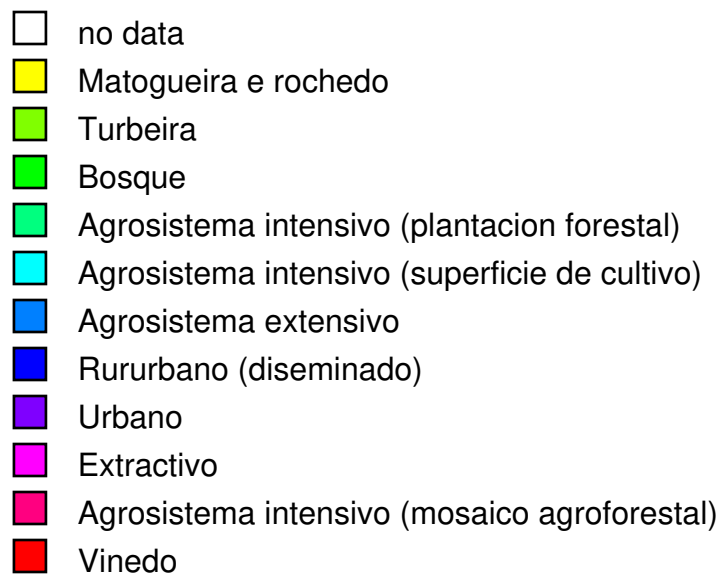 no data
Matogueira e rochedo
Turbeira
Bosque
Agrosistema intensivo (plantacion forestal)
Agrosistema intensivo (superficie de cultivo)
Agrosistema extensivo
Rururbano (diseminado)
Urbano
Extractivo
Agrosistema intensivo (mosaico agroforestal)
Vinedo